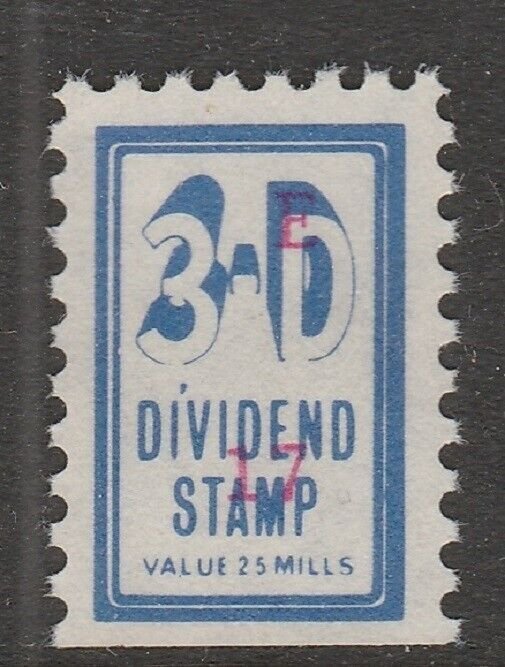 3-D
E
DIVIDEND
17
STAMP
VALUE 25 MILLS